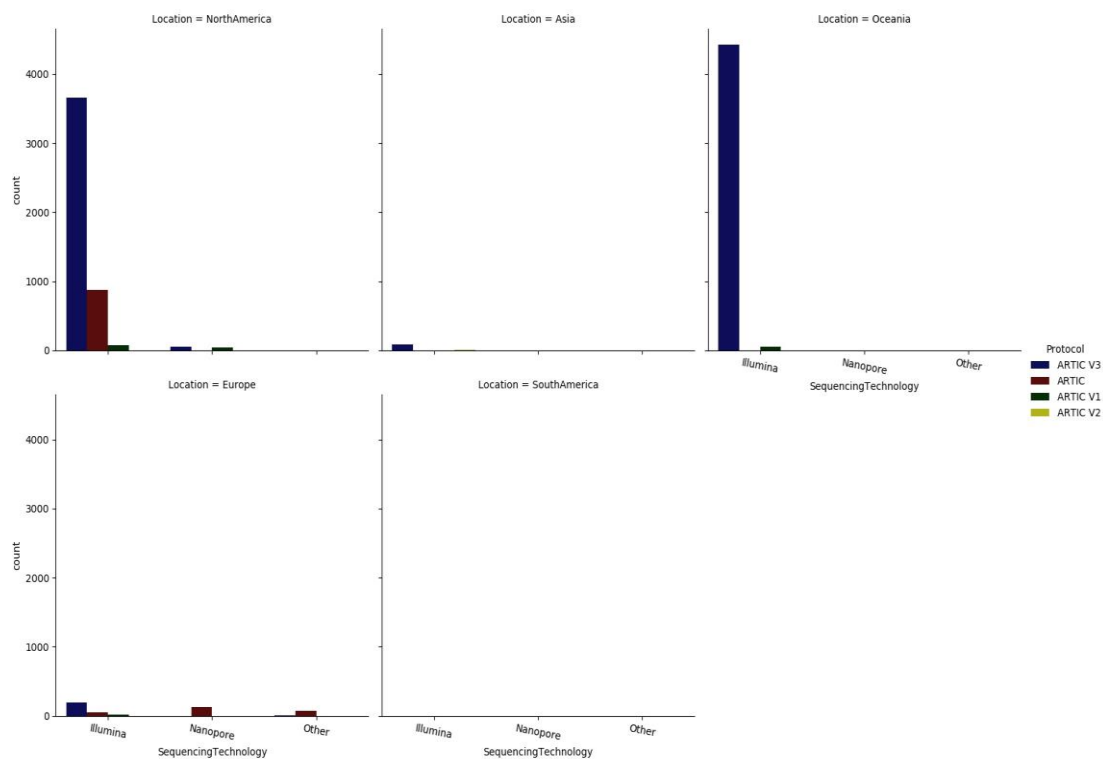 Location = NorthAmerica
Location = Asia
Location = Oceania
4000
3000
2000
1000
0
count
Illumina
Nanopore
Other
SequencingTechnology
Protocol
ARTIC V3
ARTIC
ARTIC V1
ARTIC V2
Location = Europe
Location = SouthAmerica
4000
3000
2000
1000
0
count
Illumina
Nanopore
Other
SequencingTechnology
Illumina
Nanopore
Other
SequencingTechnology